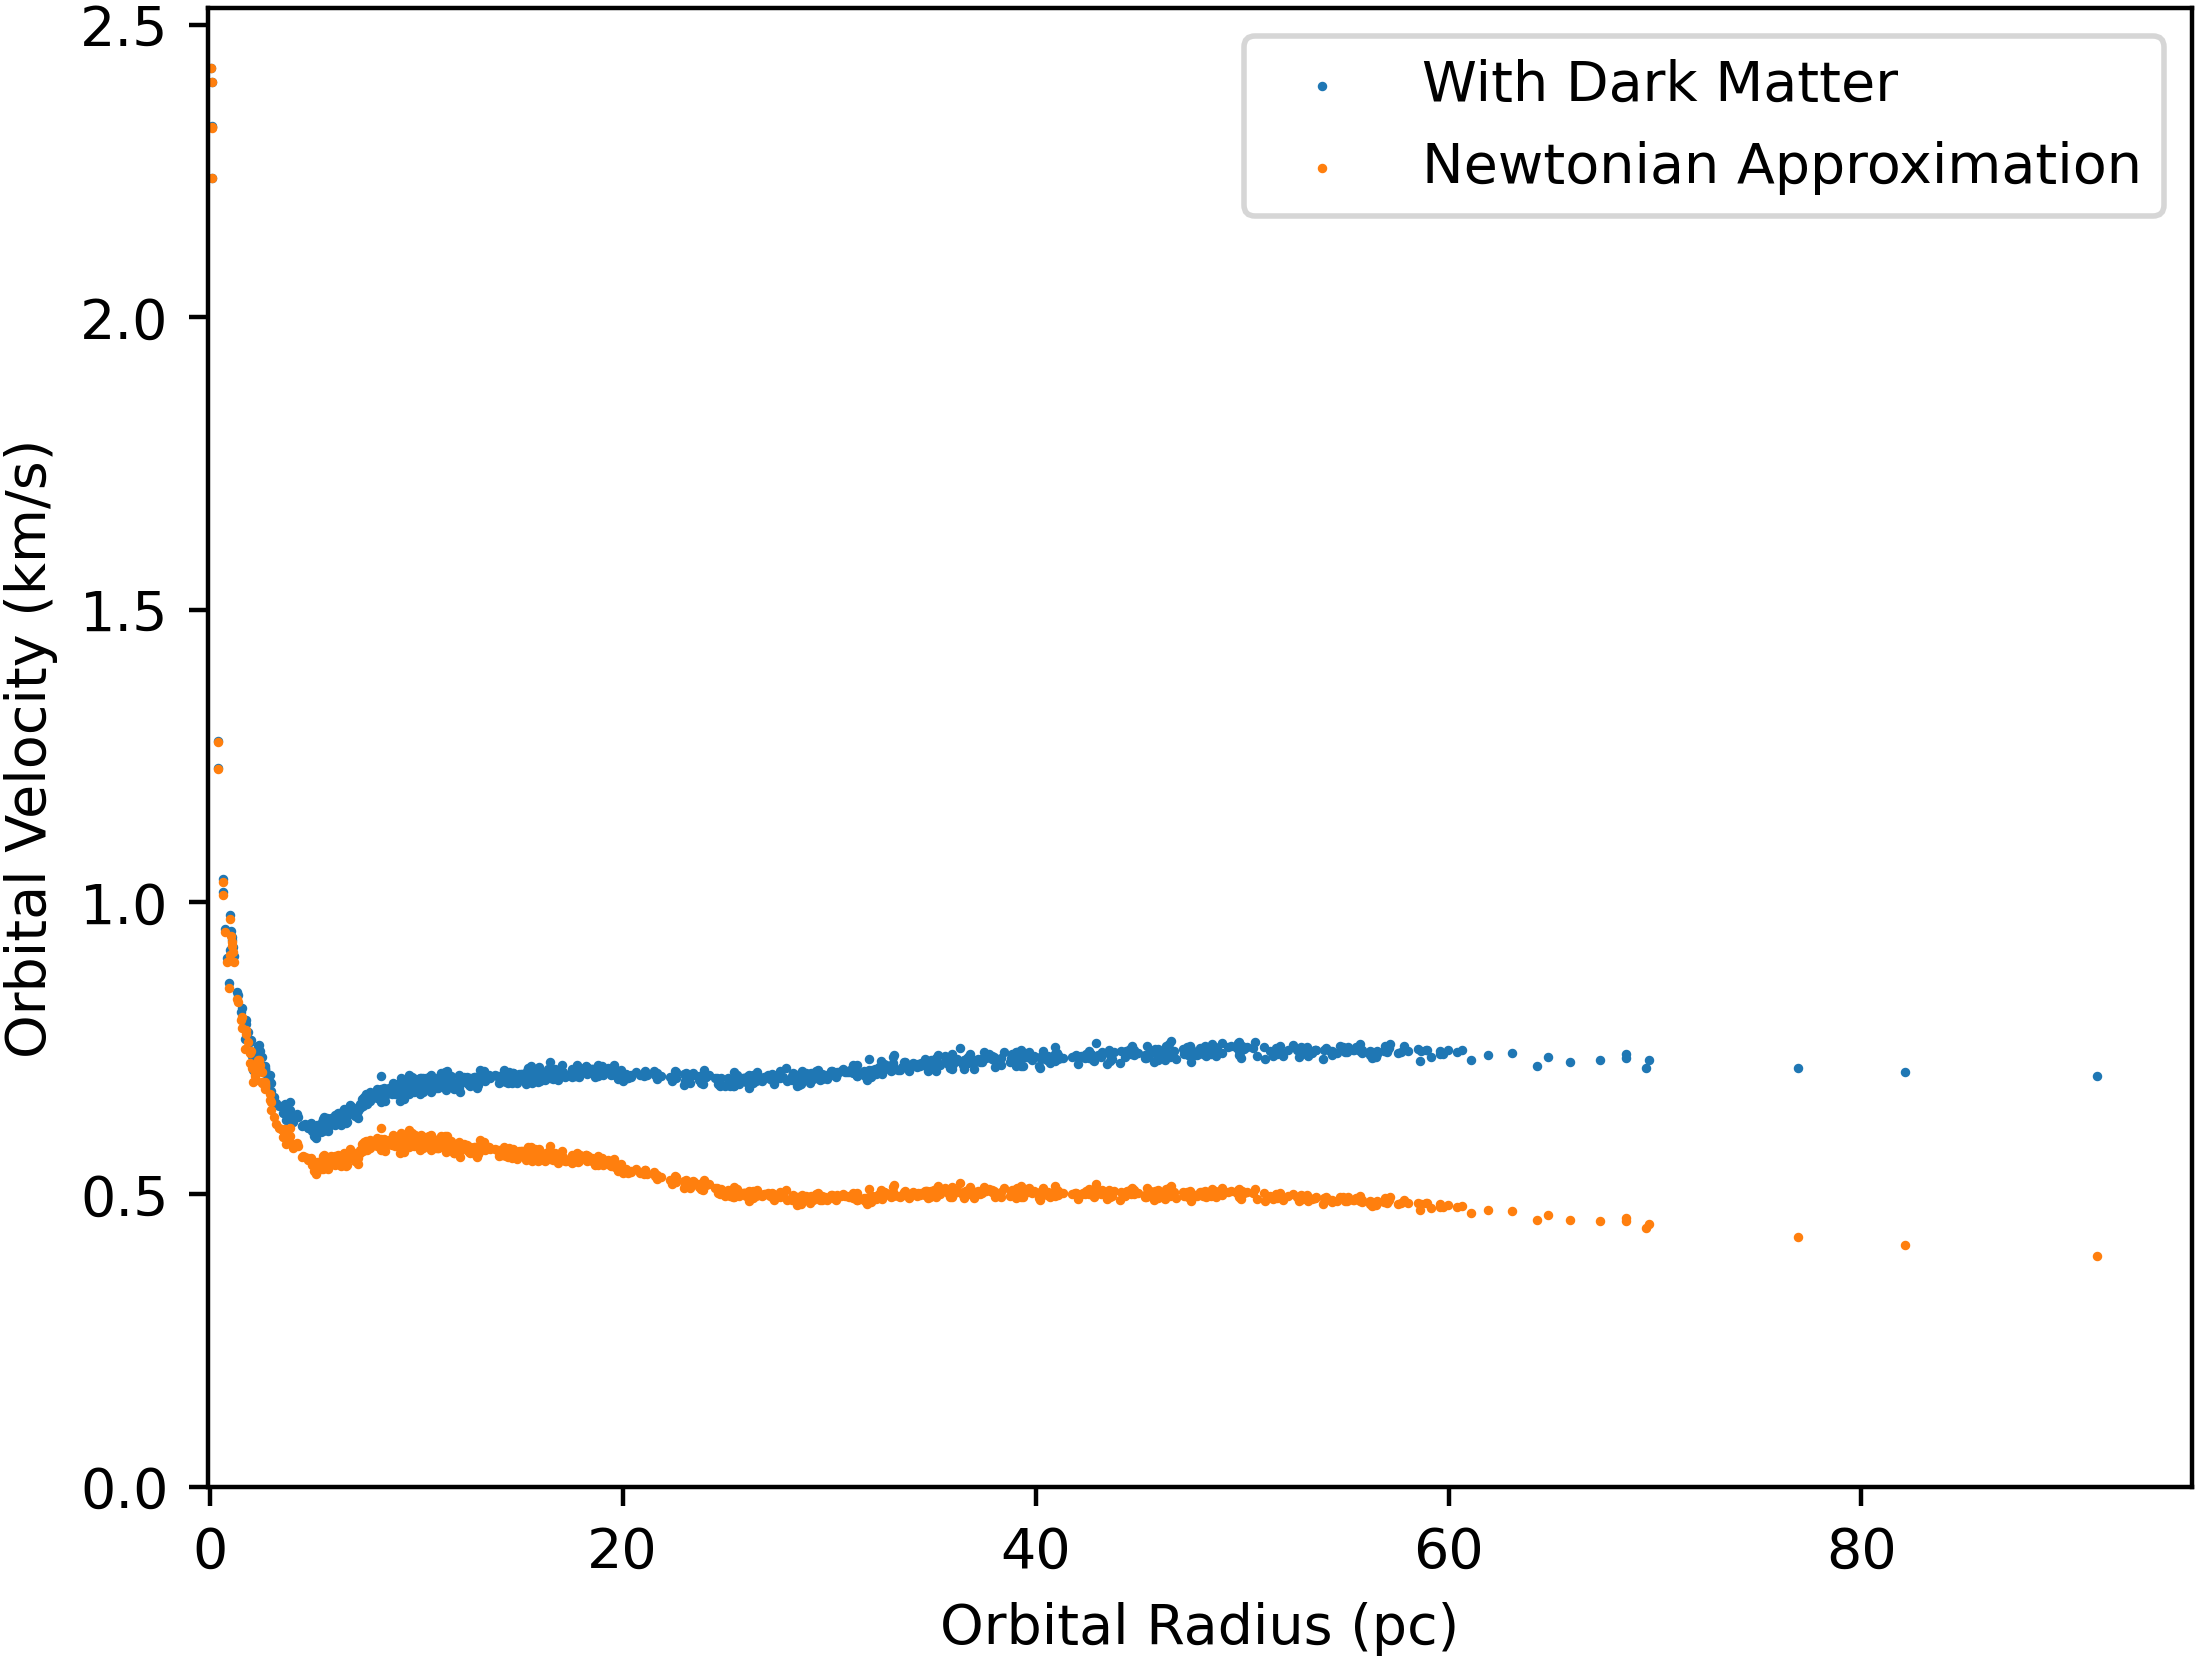 2.5
2.0
1.5
1.0
0.5
0.0
Orbital Velocity (km/s)
With Dark Matter
Newtonian Approximation
0 20 40 60 80
Orbital Radius (pc)